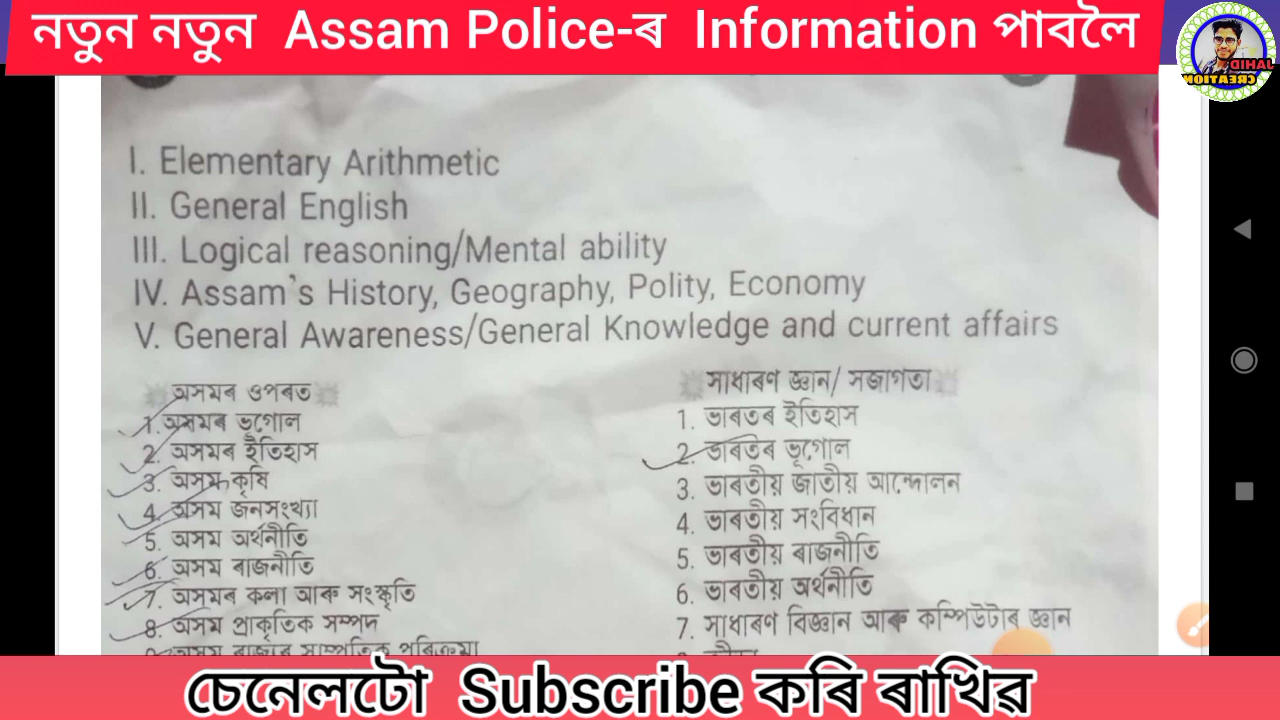 নতুন নতুন Assam Police-ৰ Information পাবলৈ
JAHID
CREATION
I. Elementary Arithmetic
II. General English
III. Logical reasoning/Mental ability
IV. Assam's History, Geography, Polity, Economy
V. General Awareness/General Knowledge and current affairs
অসমৰ ওপৰত
1. অসমৰ ভূগোল
2. অসমৰ ইতিহাস
3. অসম কৃষি
4. অসম জনসংখ্যা
5. অসম অৰ্থনীতি
6. অসম ৰাজনীতি
7. অসমৰ কলা আৰু সংস্কৃতি
8. অসম প্ৰাকৃতিক সম্পদ
সাধাৰণ জ্ঞান/ সজাগতা
1. ভাৰতৰ ইতিহাস
2. ভাৰতৰ ভূগোল
3. ভাৰতীয় জাতীয় আন্দোলন
4. ভাৰতীয় সংবিধান
5. ভাৰতীয় ৰাজনীতি
6. ভাৰতীয় অৰ্থনীতি
7. সাধাৰণ বিজ্ঞান আৰু কম্পিউটাৰ জ্ঞান
চেনেলটো Subscribe কৰি ৰাখিৱ